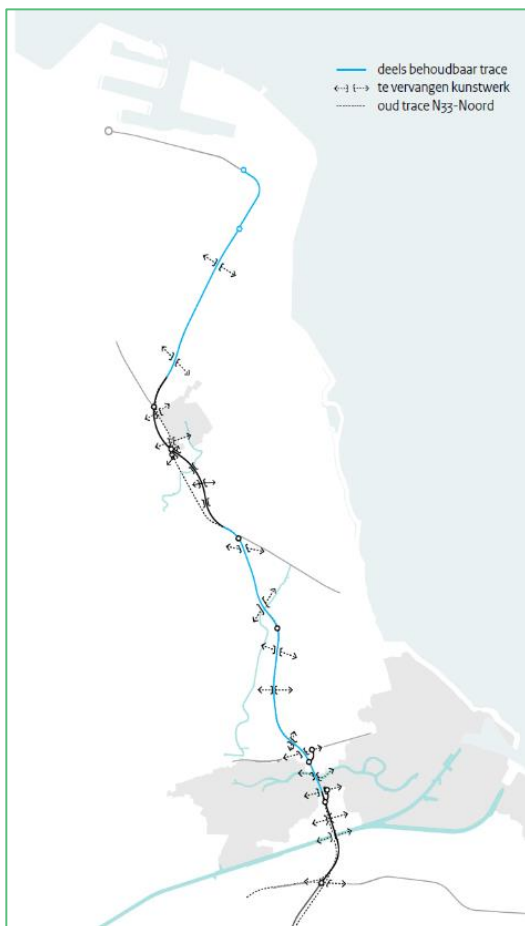 deels behoudbaar trace
te vervangen kunstwerk
oud trace N33-Noord